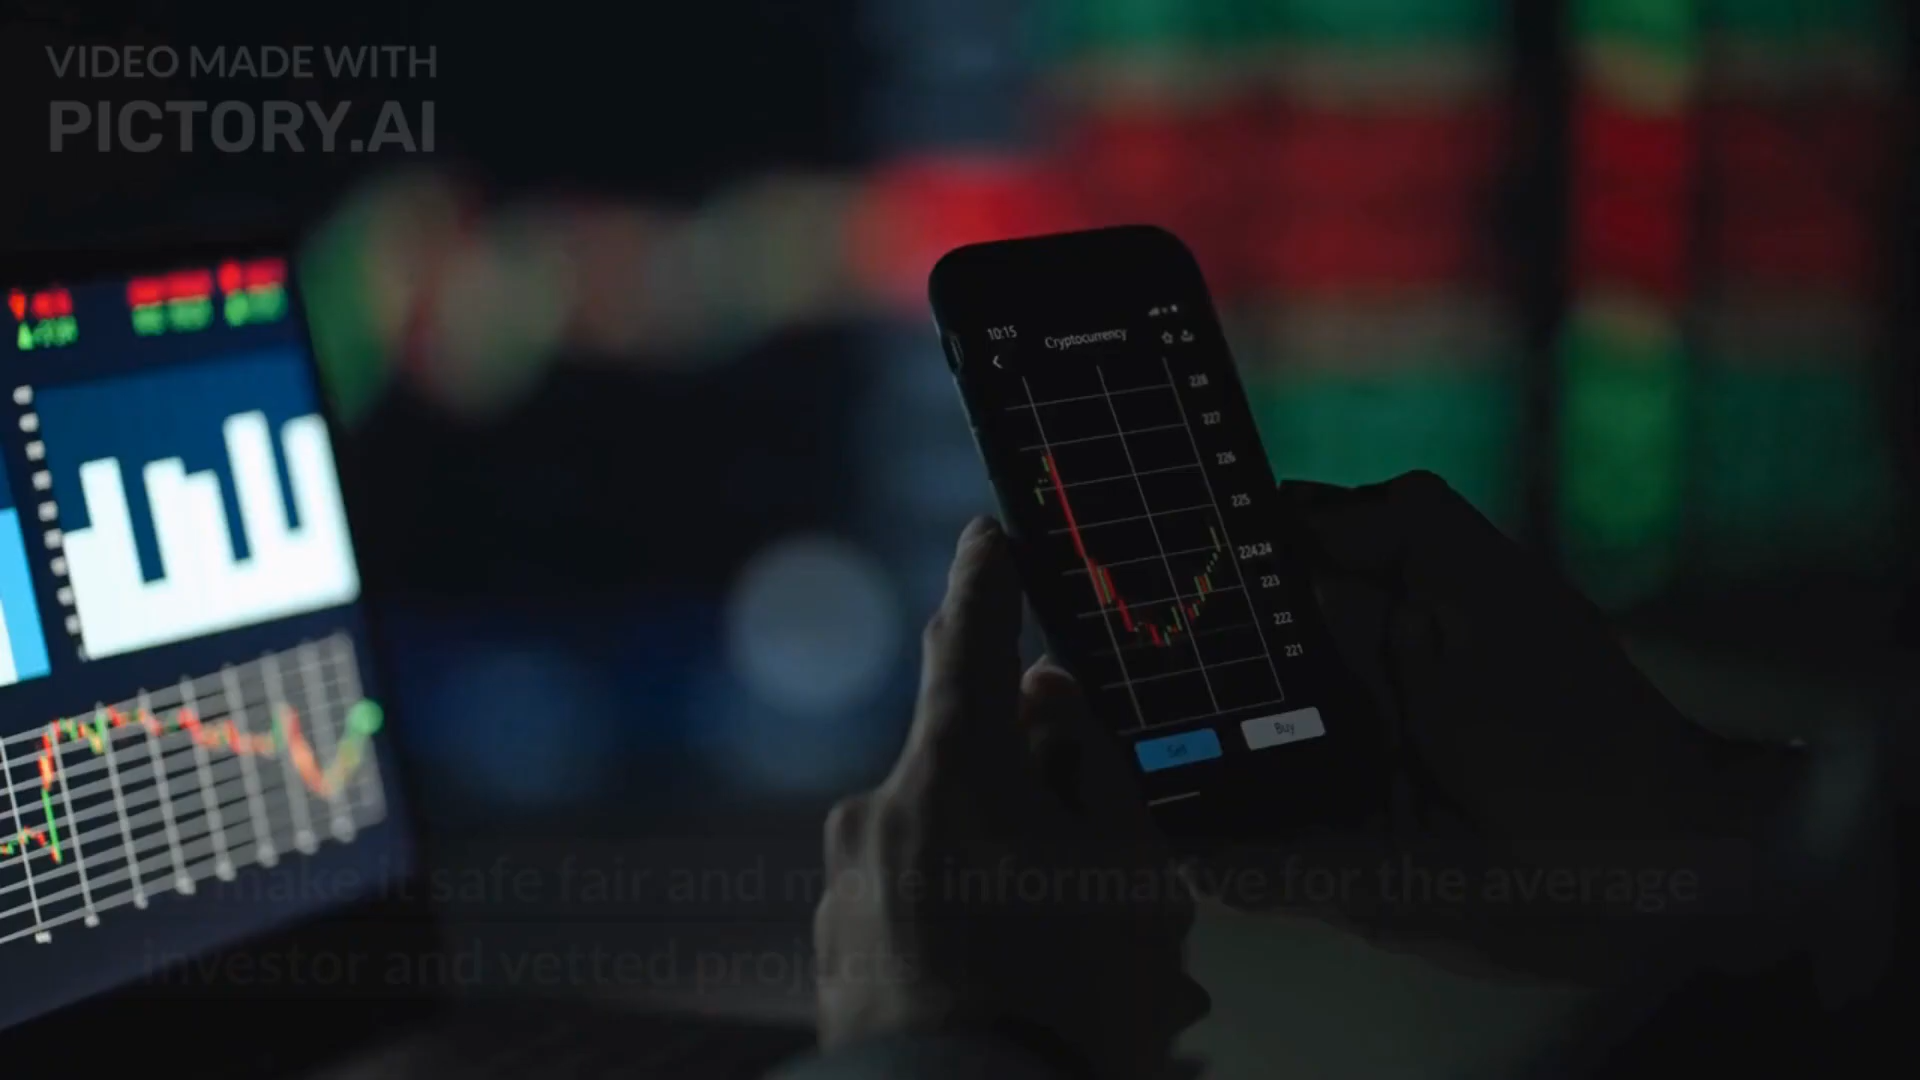 VIDEO MADE WITH
PICTORY.AI
10:15
Cryptocurrency
228
227
226
225
224.24
223
222
221
Sell
Buy
make it safe fair and more informative for the average
investor and vetted projects